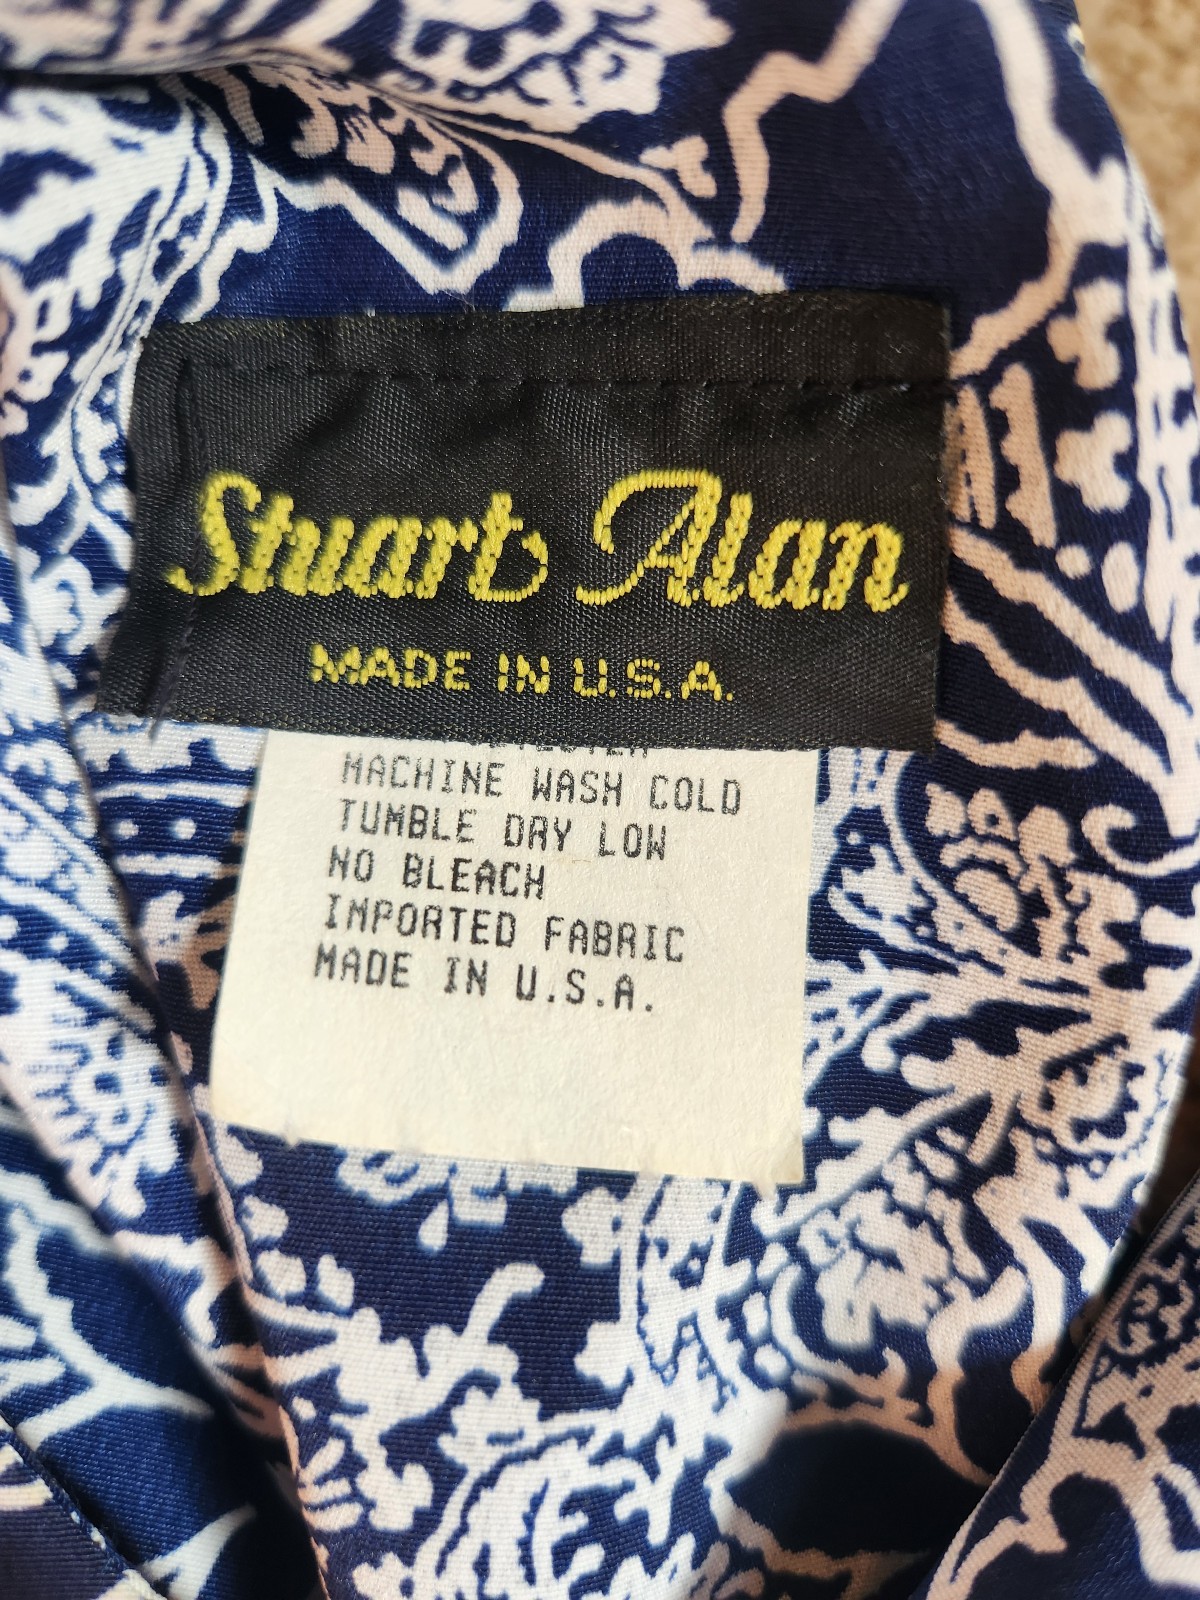 Stuart Alan
MADE IN U.S.A.
MACHINE WASH COLD
TUMBLE DRY LOW
NO BLEACH
IMPORTED FABRIC
MADE IN U.S.A.